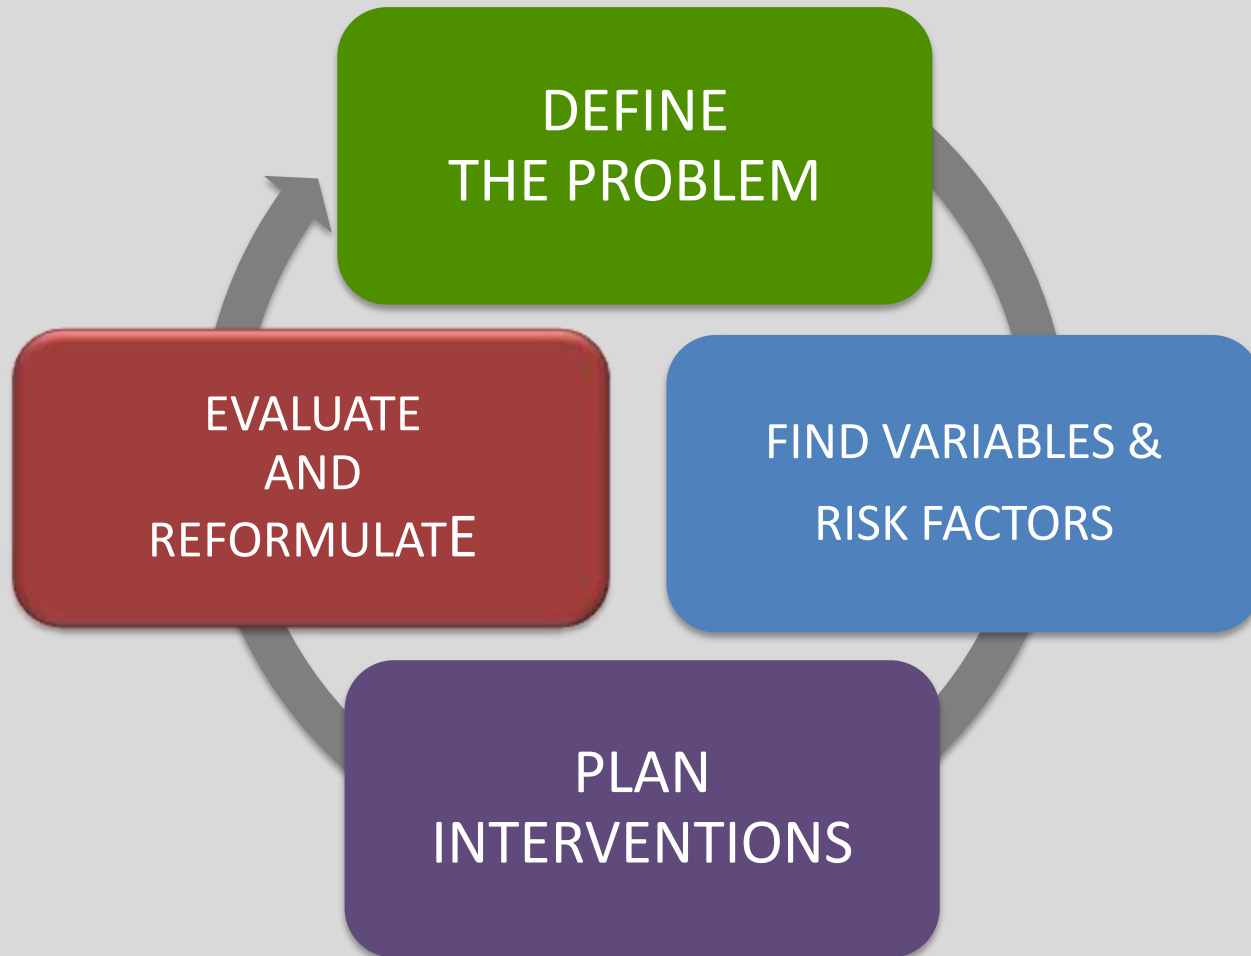 DEFINE
THE PROBLEM
FIND VARIABLES &
RISK FACTORS
PLAN
INTERVENTIONS
EVALUATE
AND
REFORMULATE